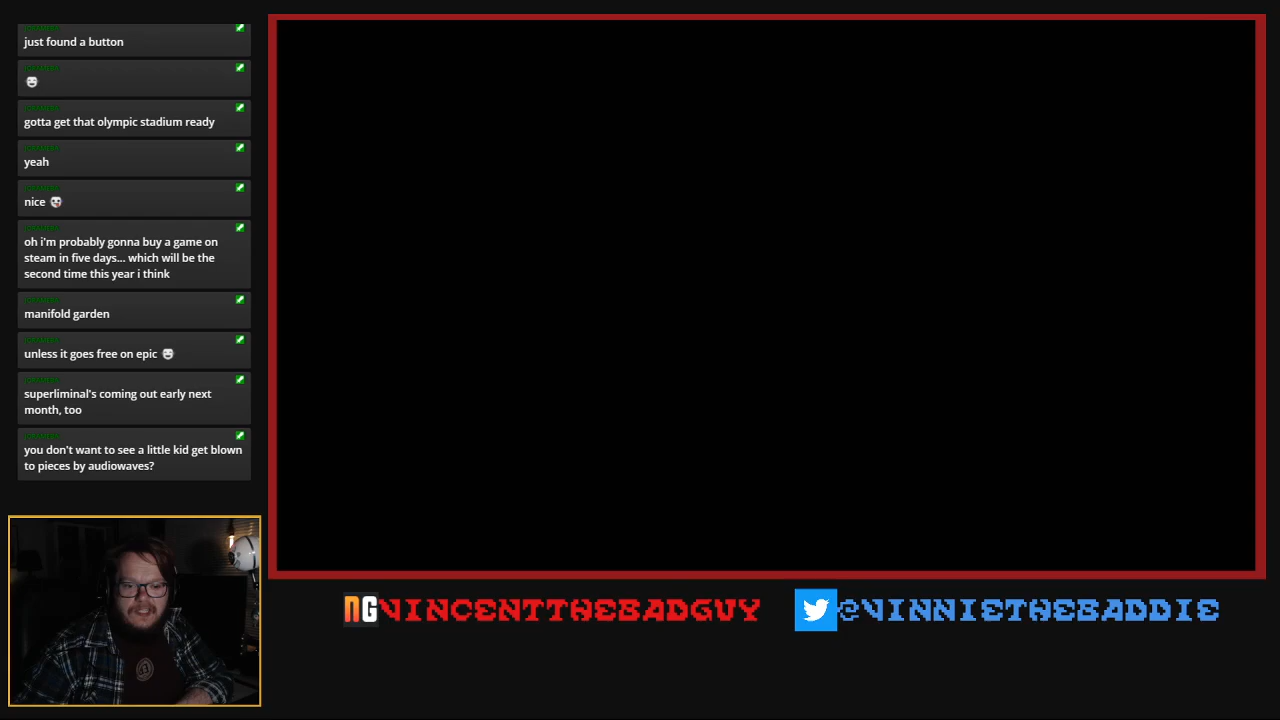 just found a button
gotta get that olympic stadium ready
yeah
nice
oh i'm probably gonna buy a game on
steam in five days... which will be the
second time this year i think
manifold garden
unless it goes free on epic
superliminal's coming out early next
month, too
you don't want to see a little kid get blown
to pieces by audiowaves?
NG VINCENTTHEBADGUY
@VINNIETHEBADDIE